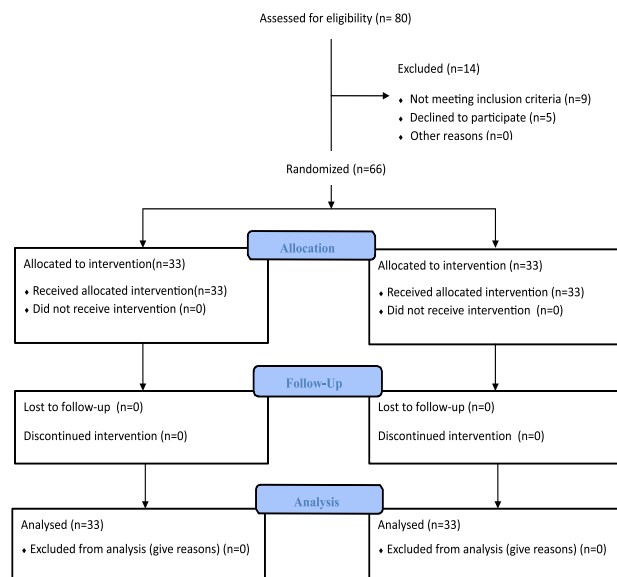 Assessed for eligibility (n= 80)
Excluded (n=14)
♦ Not meeting inclusion criteria (n=9)
♦ Declined to participate (n=5)
♦ Other reasons (n=0)
Randomized (n=66)
Allocation
Allocated to intervention(n=33)
♦ Received allocated intervention(n=33)
♦ Did not receive intervention (n=0)
Allocated to intervention (n=33)
♦ Received allocated intervention (n=33)
♦ Did not receive intervention (n=0)
Follow-Up
Lost to follow-up (n=0)
Discontinued intervention (n=0)
Lost to follow-up (n=0)
Discontinued intervention (n=0)
Analysis
Analysed (n=33)
♦ Excluded from analysis (give reasons) (n=0)
Analysed (n=33)
♦ Excluded from analysis (give reasons) (n=0)